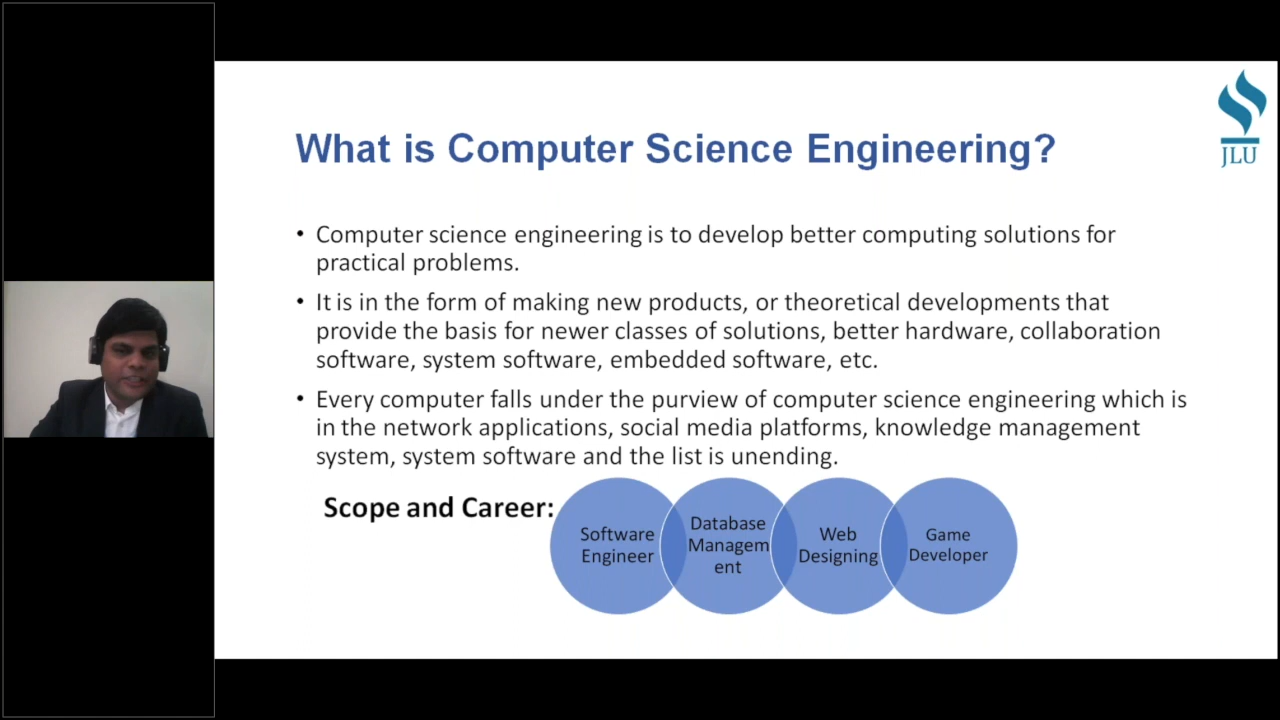 JLU
What is Computer Science Engineering?
• Computer science engineering is to develop better computing solutions for
practical problems.
• It is in the form of making new products, or theoretical developments that
provide the basis for newer classes of solutions, better hardware, collaboration
software, system software, embedded software, etc.
• Every computer falls under the purview of computer science engineering which is
in the network applications, social media platforms, knowledge management
system, system software and the list is unending.
Scope and Career:
Software
Engineer
Database
Managem
ent
Web
Designing
Game
Developer